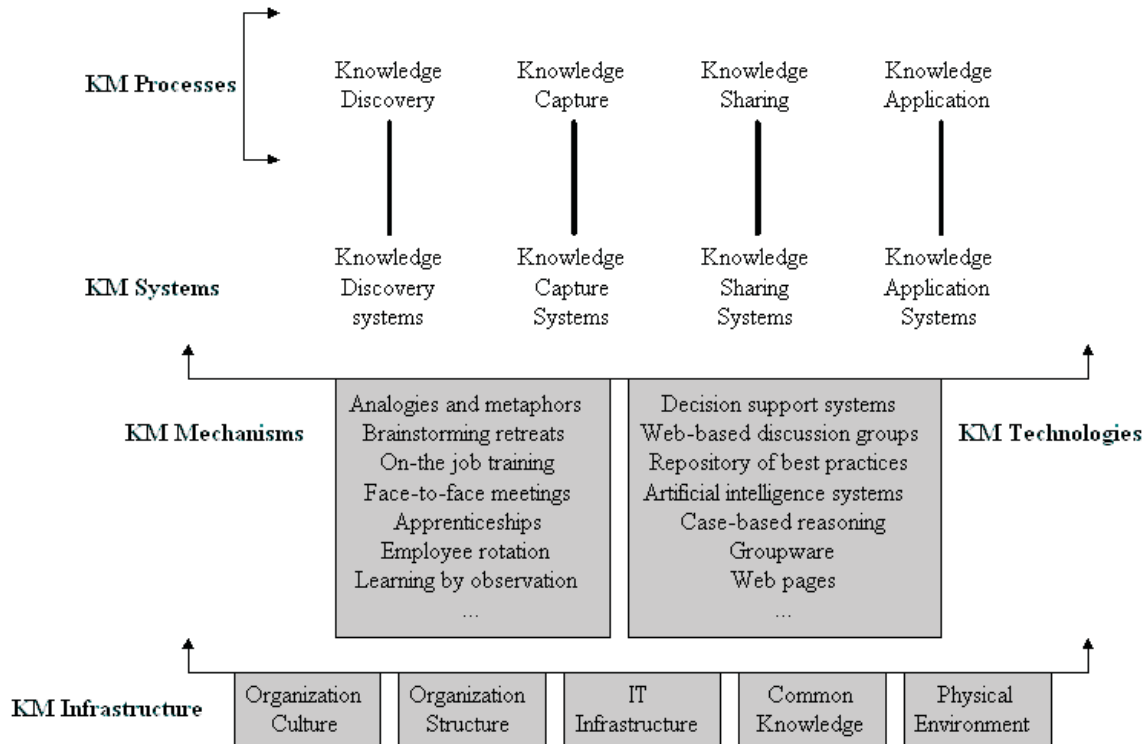 KM Processes
Knowledge
Discovery
Knowledge
Capture
Knowledge
Sharing
Knowledge
Application
KM Systems
Knowledge
Discovery
systems
Knowledge
Capture
Systems
Knowledge
Sharing
Systems
Knowledge
Application
Systems
KM Mechanisms
Analogies and metaphors
Brainstorming retreats
On-the job training
Face-to-face meetings
Apprenticeships
Employee rotation
Learning by observation
...
Decision support systems
Web-based discussion groups
Repository of best practices
Artificial intelligence systems
Case-based reasoning
Groupware
Web pages
...
KM Technologies
KM Infrastructure
Organization
Culture
Organization
Structure
IT
Infrastructure
Common
Knowledge
Physical
Environment